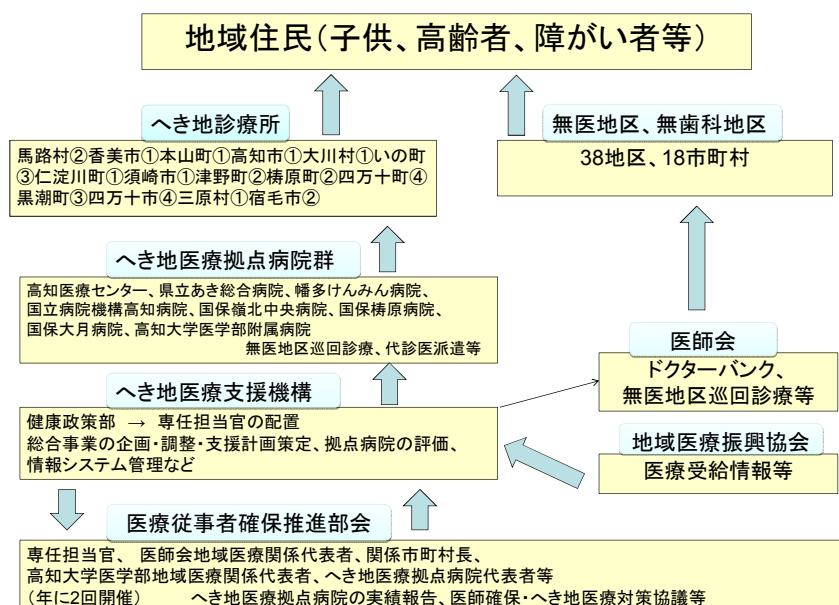 地域住民(子供、高齢者、障がい者等)
へき地診療所
馬路村②香美市①本山町①高知市①大川村①いの町
③仁淀川町①須崎市①津野町②梼原町②四万十町④
黒潮町③四万十市④三原村①宿毛市②
無医地区、無歯科地区
38地区、18市町村
へき地医療拠点病院群
高知医療センター、県立あき総合病院、幡多けんみん病院、
国立病院機構高知病院、国保嶺北中央病院、国保梼原病院、
国保大月病院、高知大学医学部附属病院
無医地区巡回診療、代診医派遣等
医師会
ドクターバンク、
無医地区巡回診療等
へき地医療支援機構
健康政策部 → 専任担当官の配置
総合事業の企画・調整・支援計画策定、拠点病院の評価、
情報システム管理など
地域医療振興協会
医療受給情報等
医療従事者確保推進部会
専任担当官、 医師会地域医療関係代表者、関係市町村長、
高知大学医学部地域医療関係代表者、へき地医療拠点病院代表者等
(年に2回開催) へき地医療拠点病院の実績報告、医師確保・へき地医療対策協議等